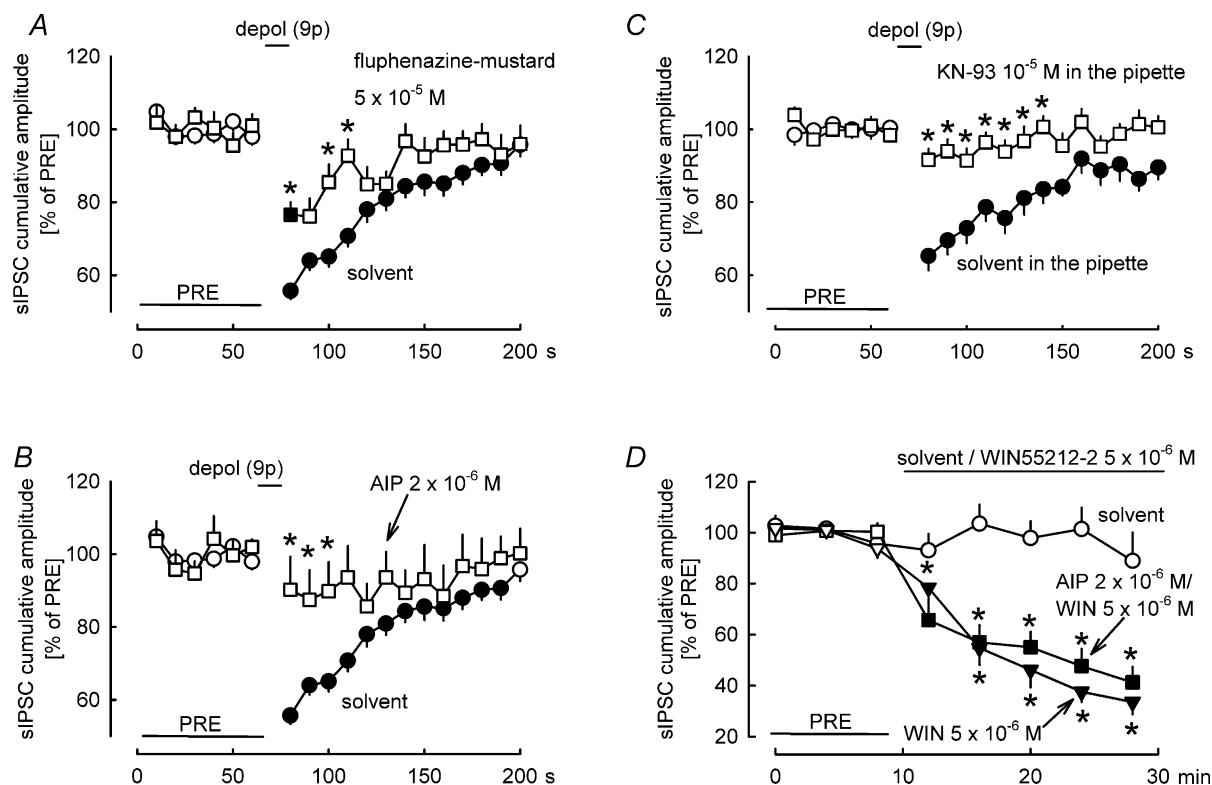 A
depol (9p)
fluphenazine-mustard
5 x 10-5 M
* * *
solvent
PRE
120
100
80
60
sIPSC cumulative amplitude
[% of PRE]
0 50 100 150 200 s
C
depol (9p)
KN-93 10-5 M in the pipette
* * * * * * *
solvent in the pipette
PRE
120
100
80
60
sIPSC cumulative amplitude
[% of PRE]
0 50 100 150 200 s
B
depol (9p)
AIP 2 x 10-6 M
* * *
solvent
PRE
120
100
80
60
sIPSC cumulative amplitude
[% of PRE]
0 50 100 150 200 s
D
solvent / WIN55212-2 5 x 10-6 M
solvent
AIP 2 x 10-6 M/
WIN 5 x 10-6 M
* * * * *
* * * *
WIN 5 x 10-6 M
PRE
120
100
80
60
40
20
sIPSC cumulative amplitude
[% of PRE]
0 10 20 30 min